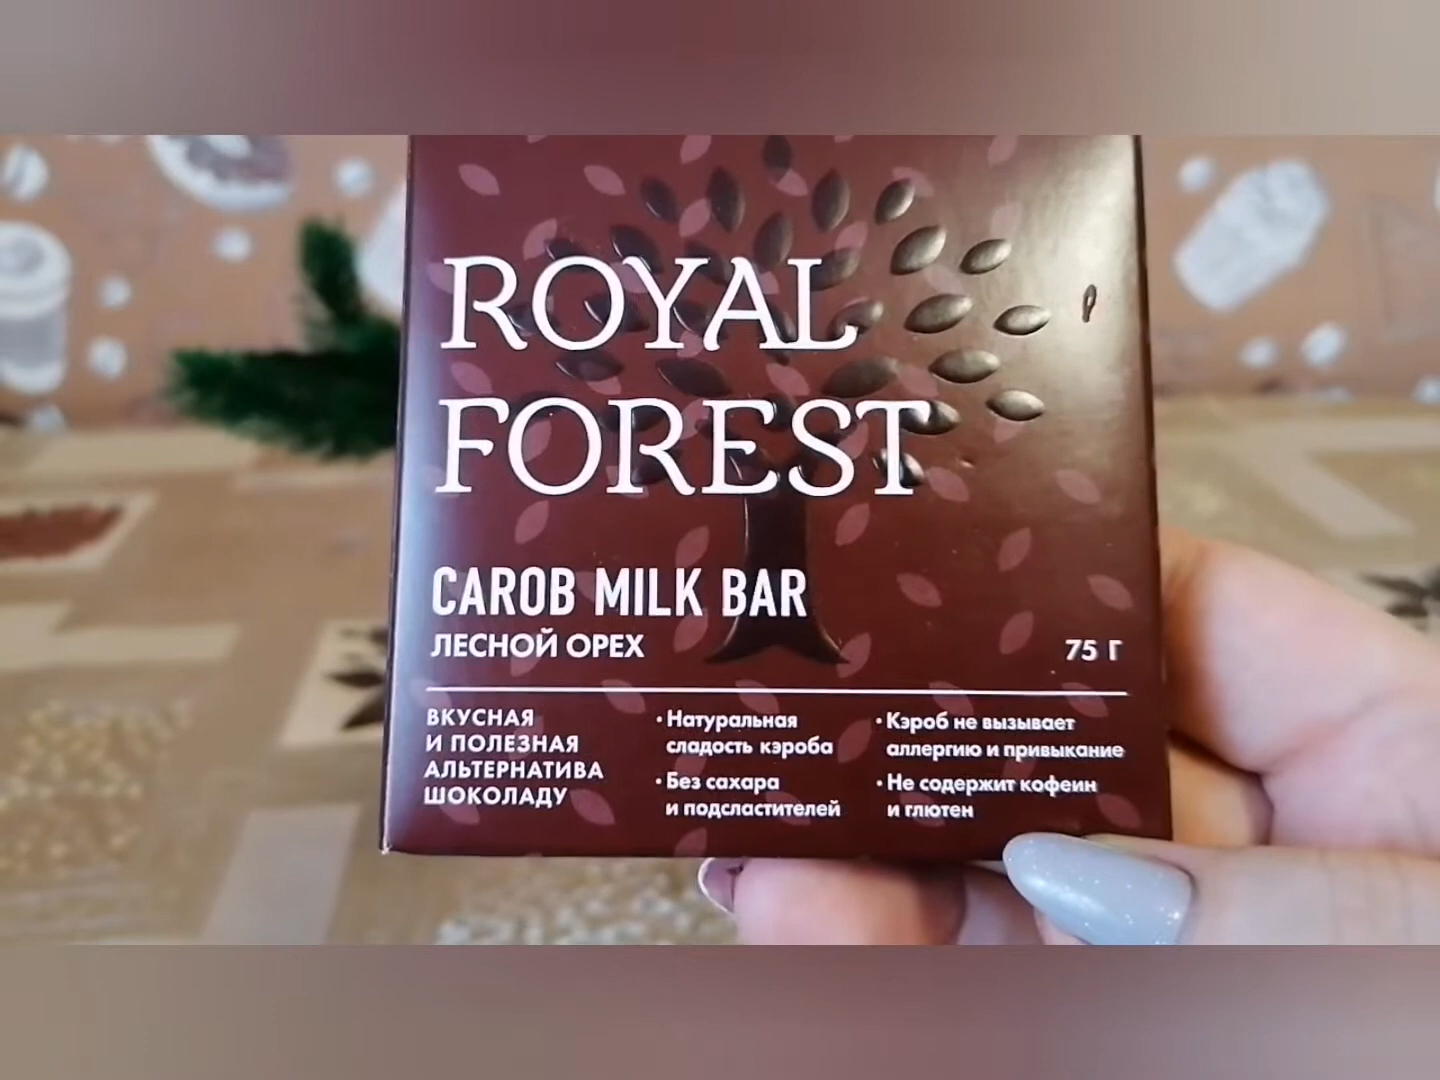 ROYAL
FOREST
CAROB MILK BAR
ЛЕСНОЙ ОРЕХ
75 Г
ВКУСНАЯ
И ПОЛЕЗНАЯ
АЛЬТЕРНАТИВА
ШОКОЛАДУ
• Натуральная
сладость кэроба
• Без сахара
и подсластителей
• Кэроб не вызывает
аллергию и привыкание
• Не содержит кофеин
и глютен